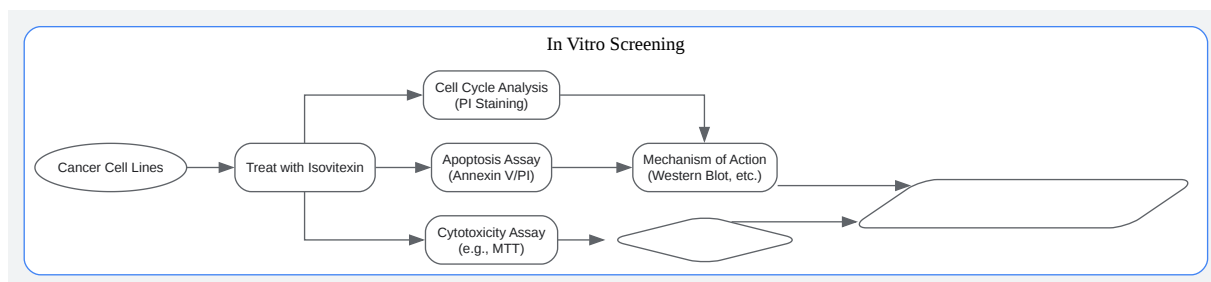 In Vitro Screening
Cell Cycle Analysis
(PI Staining)
Cancer Cell Lines
Treat with Isovitexin
Apoptosis Assay
(Annexin V/PI)
Mechanism of Action
(Western Blot, etc.)
Cytotoxicity Assay
(e.g., MTT)